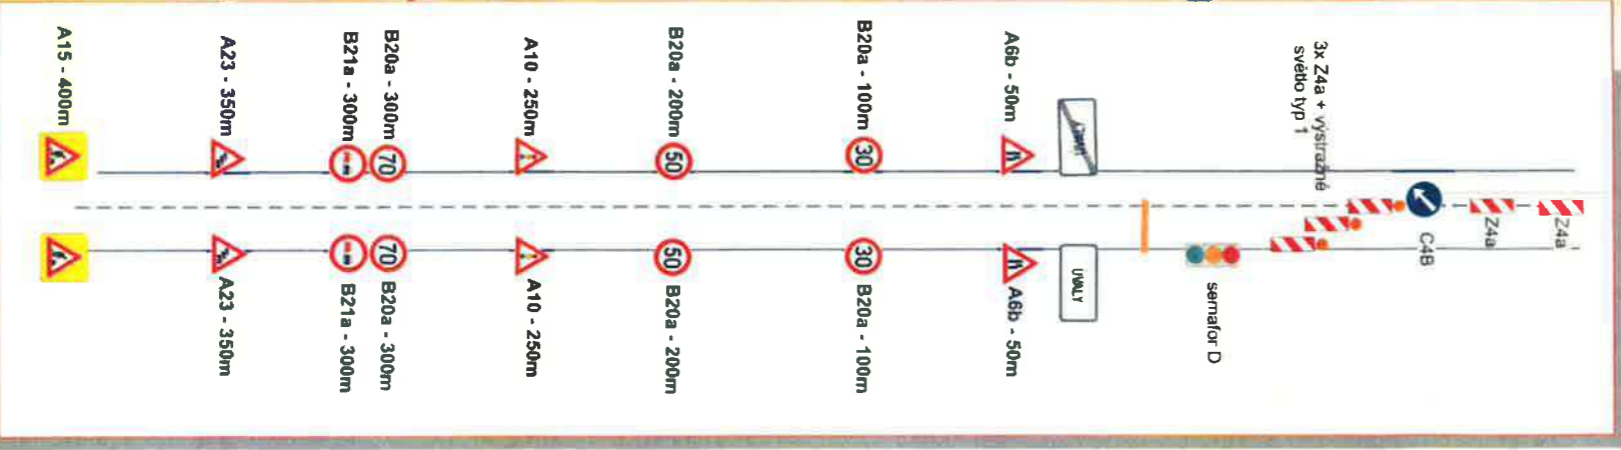 A15 - 400m
A23 - 350m
B21a - 300m
B20a - 300m
A10 - 250m
B20a - 200m
B20a - 100m
A6b - 50m
3x Z4a + výstražné
světlo typ 1
70
50
30
ÚVALY
Z4a
Z4a
C4B
70
50
30
ÚVALY
semafor D
A23 - 350m
B21a - 300m
B20a - 300m
A10 - 250m
B20a - 200m
B20a - 100m
A6b - 50m